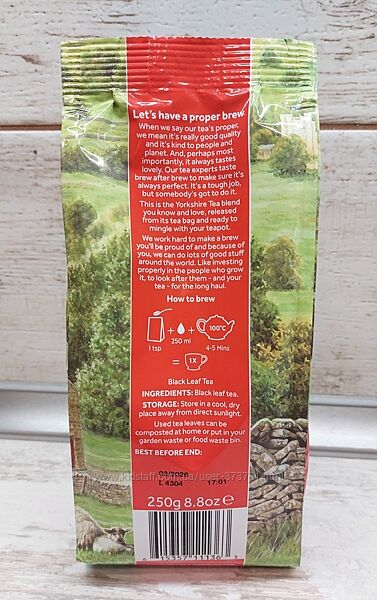 Let's have a proper brew
When we say our tea's proper,
we mean it's really good quality
and it's kind to people and
planet. And, perhaps most
importantly, it always tastes
lovely. Our tea experts taste
brew after brew to make sure it's
always perfect. It's a tough job,
but somebody's got to do it.
This is the Yorkshire Tea blend
you know and love, released
from its tea bag and ready to
mingle with your teapot.
We work hard to make a brew
you'll be proud of and because of
you, we can do lots of good stuff
around the world. Like investing
properly in the people who grow
it, to look after them - and your
tea - for the long haul.
How to brew
100°C
1 tsp
250 ml
4-5 Mins
1X
Black Leaf Tea
INGREDIENTS: Black leaf tea.
STORAGE: Store in a cool, dry
place away from direct sunlight.
Used tea leaves can be
composted at home or put in your
garden waste or food waste bin.
BEST BEFORE END:
03/2026
L 4304 17:01
250g 8.8oz e